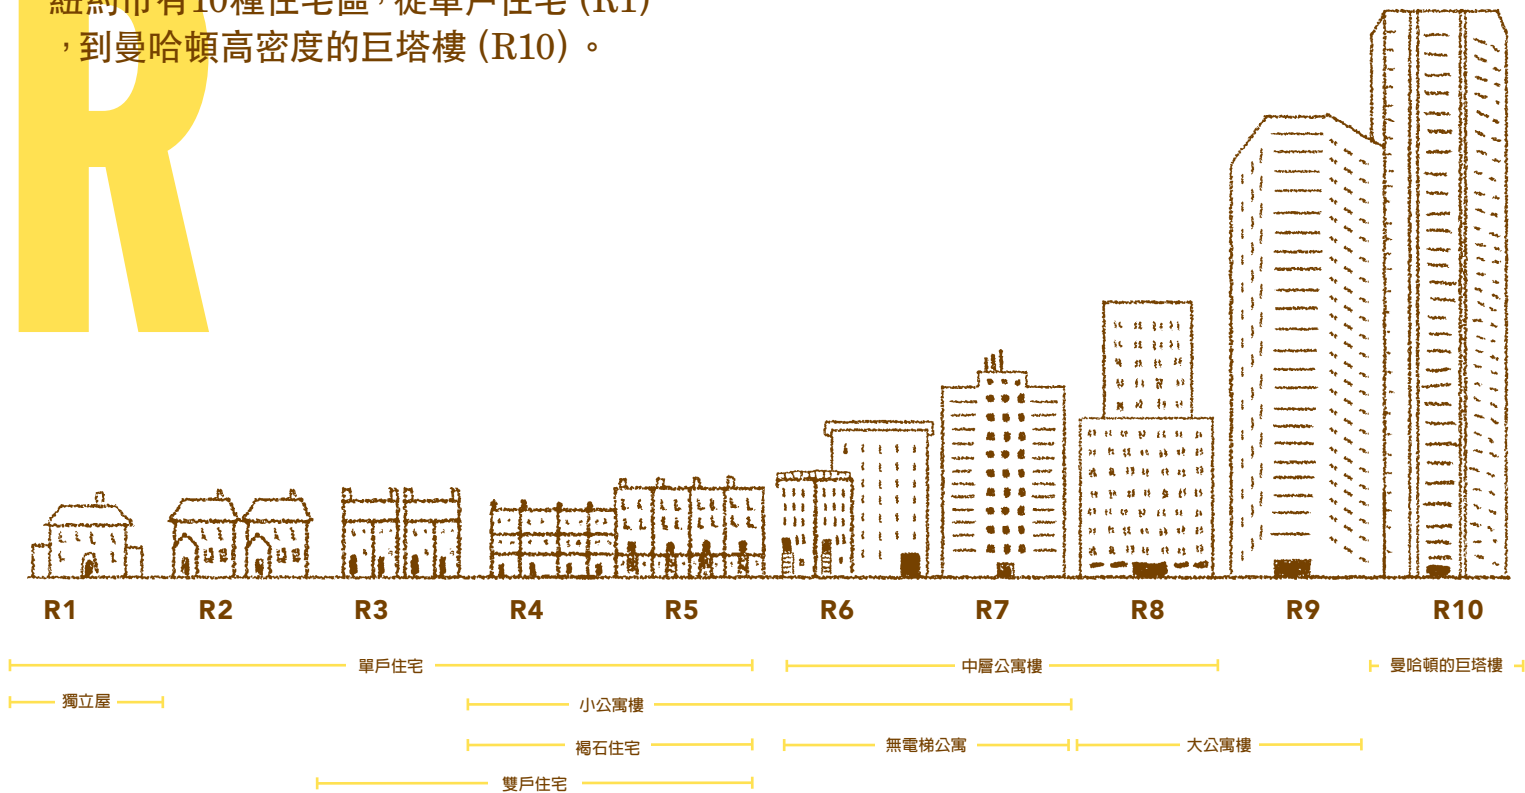 紐約市有10種住宅區，從單戶住宅 (R1)
，到曼哈頓高密度的巨塔樓 (R10) 。
R
R1 R2 R3 R4 R5 R6 R7 R8 R9 R10
單戶住宅 中層公寓樓 曼哈頓的巨塔樓
獨立屋 小公寓樓
褐石住宅 無電梯公寓 大公寓樓
雙戶住宅